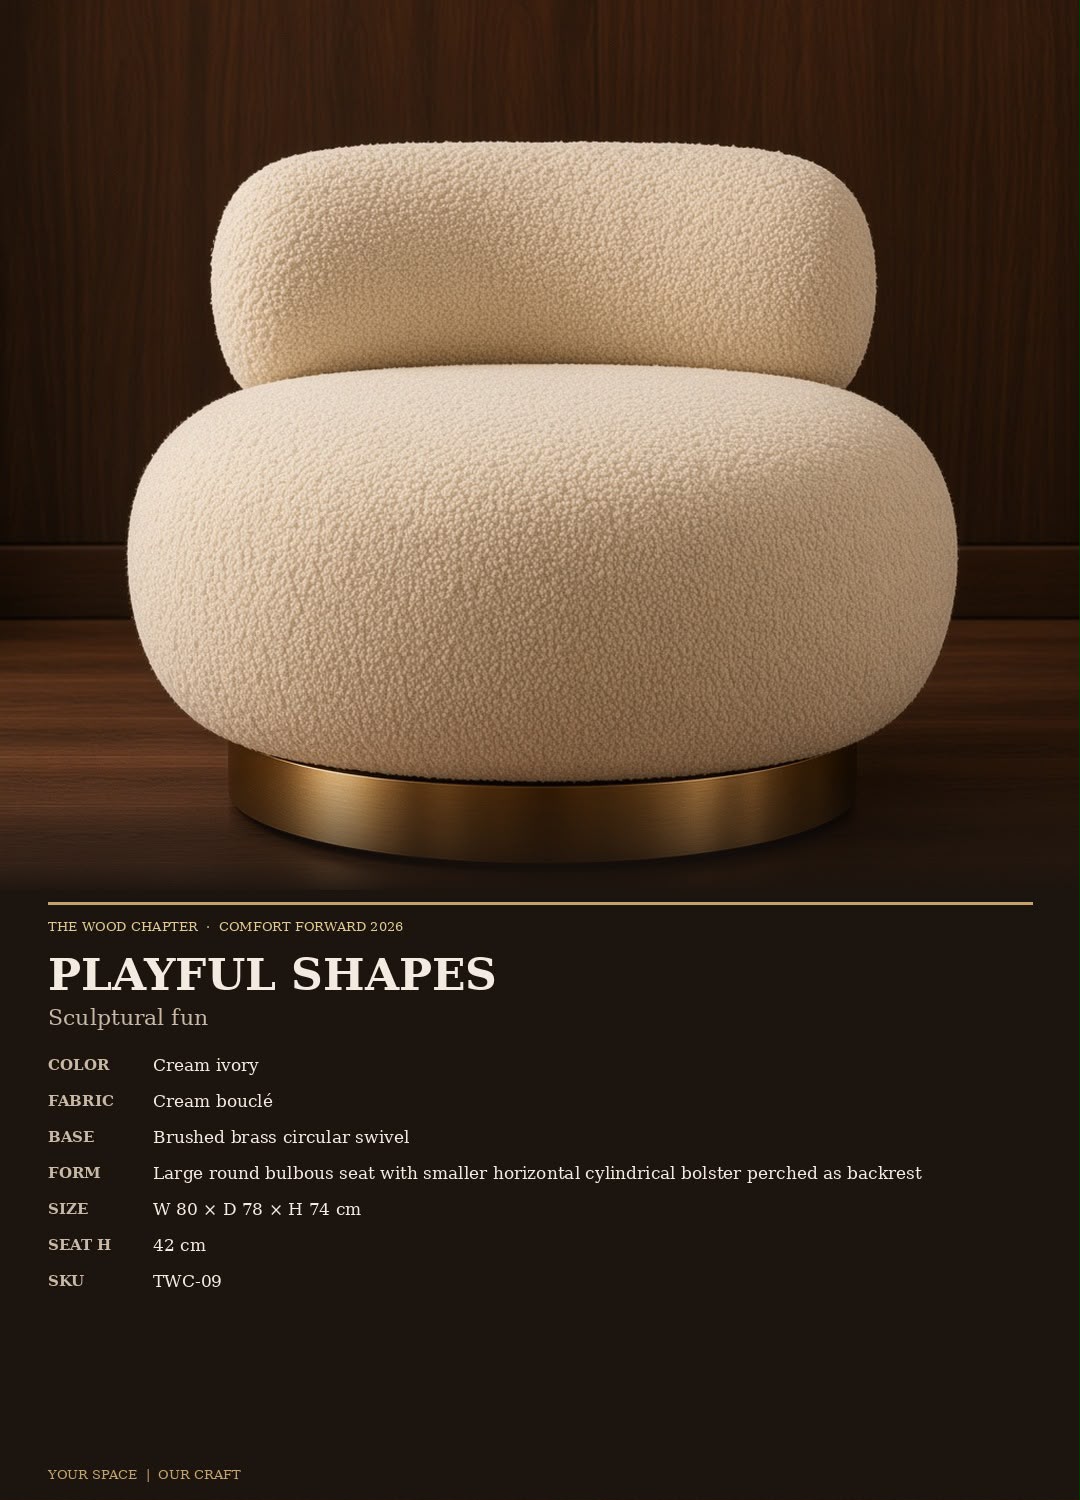 THE WOOD CHAPTER · COMFORT FORWARD 2026
PLAYFUL SHAPES
Sculptural fun
COLOR Cream ivory
FABRIC Cream bouclé
BASE Brushed brass circular swivel
FORM Large round bulbous seat with smaller horizontal cylindrical bolster perched as backrest
SIZE W 80 × D 78 × H 74 cm
SEAT H 42 cm
SKU TWC-09
YOUR SPACE | OUR CRAFT